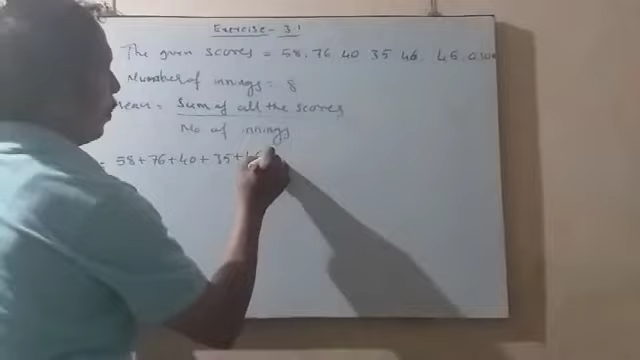 Exercise - 3.1
The given scores = 58, 76 40 35 46, 45, 0, 100
Number of innings = 8
Mean = Sum of all the scores
No of innings
= 58 + 76 + 40 + 35 + 46